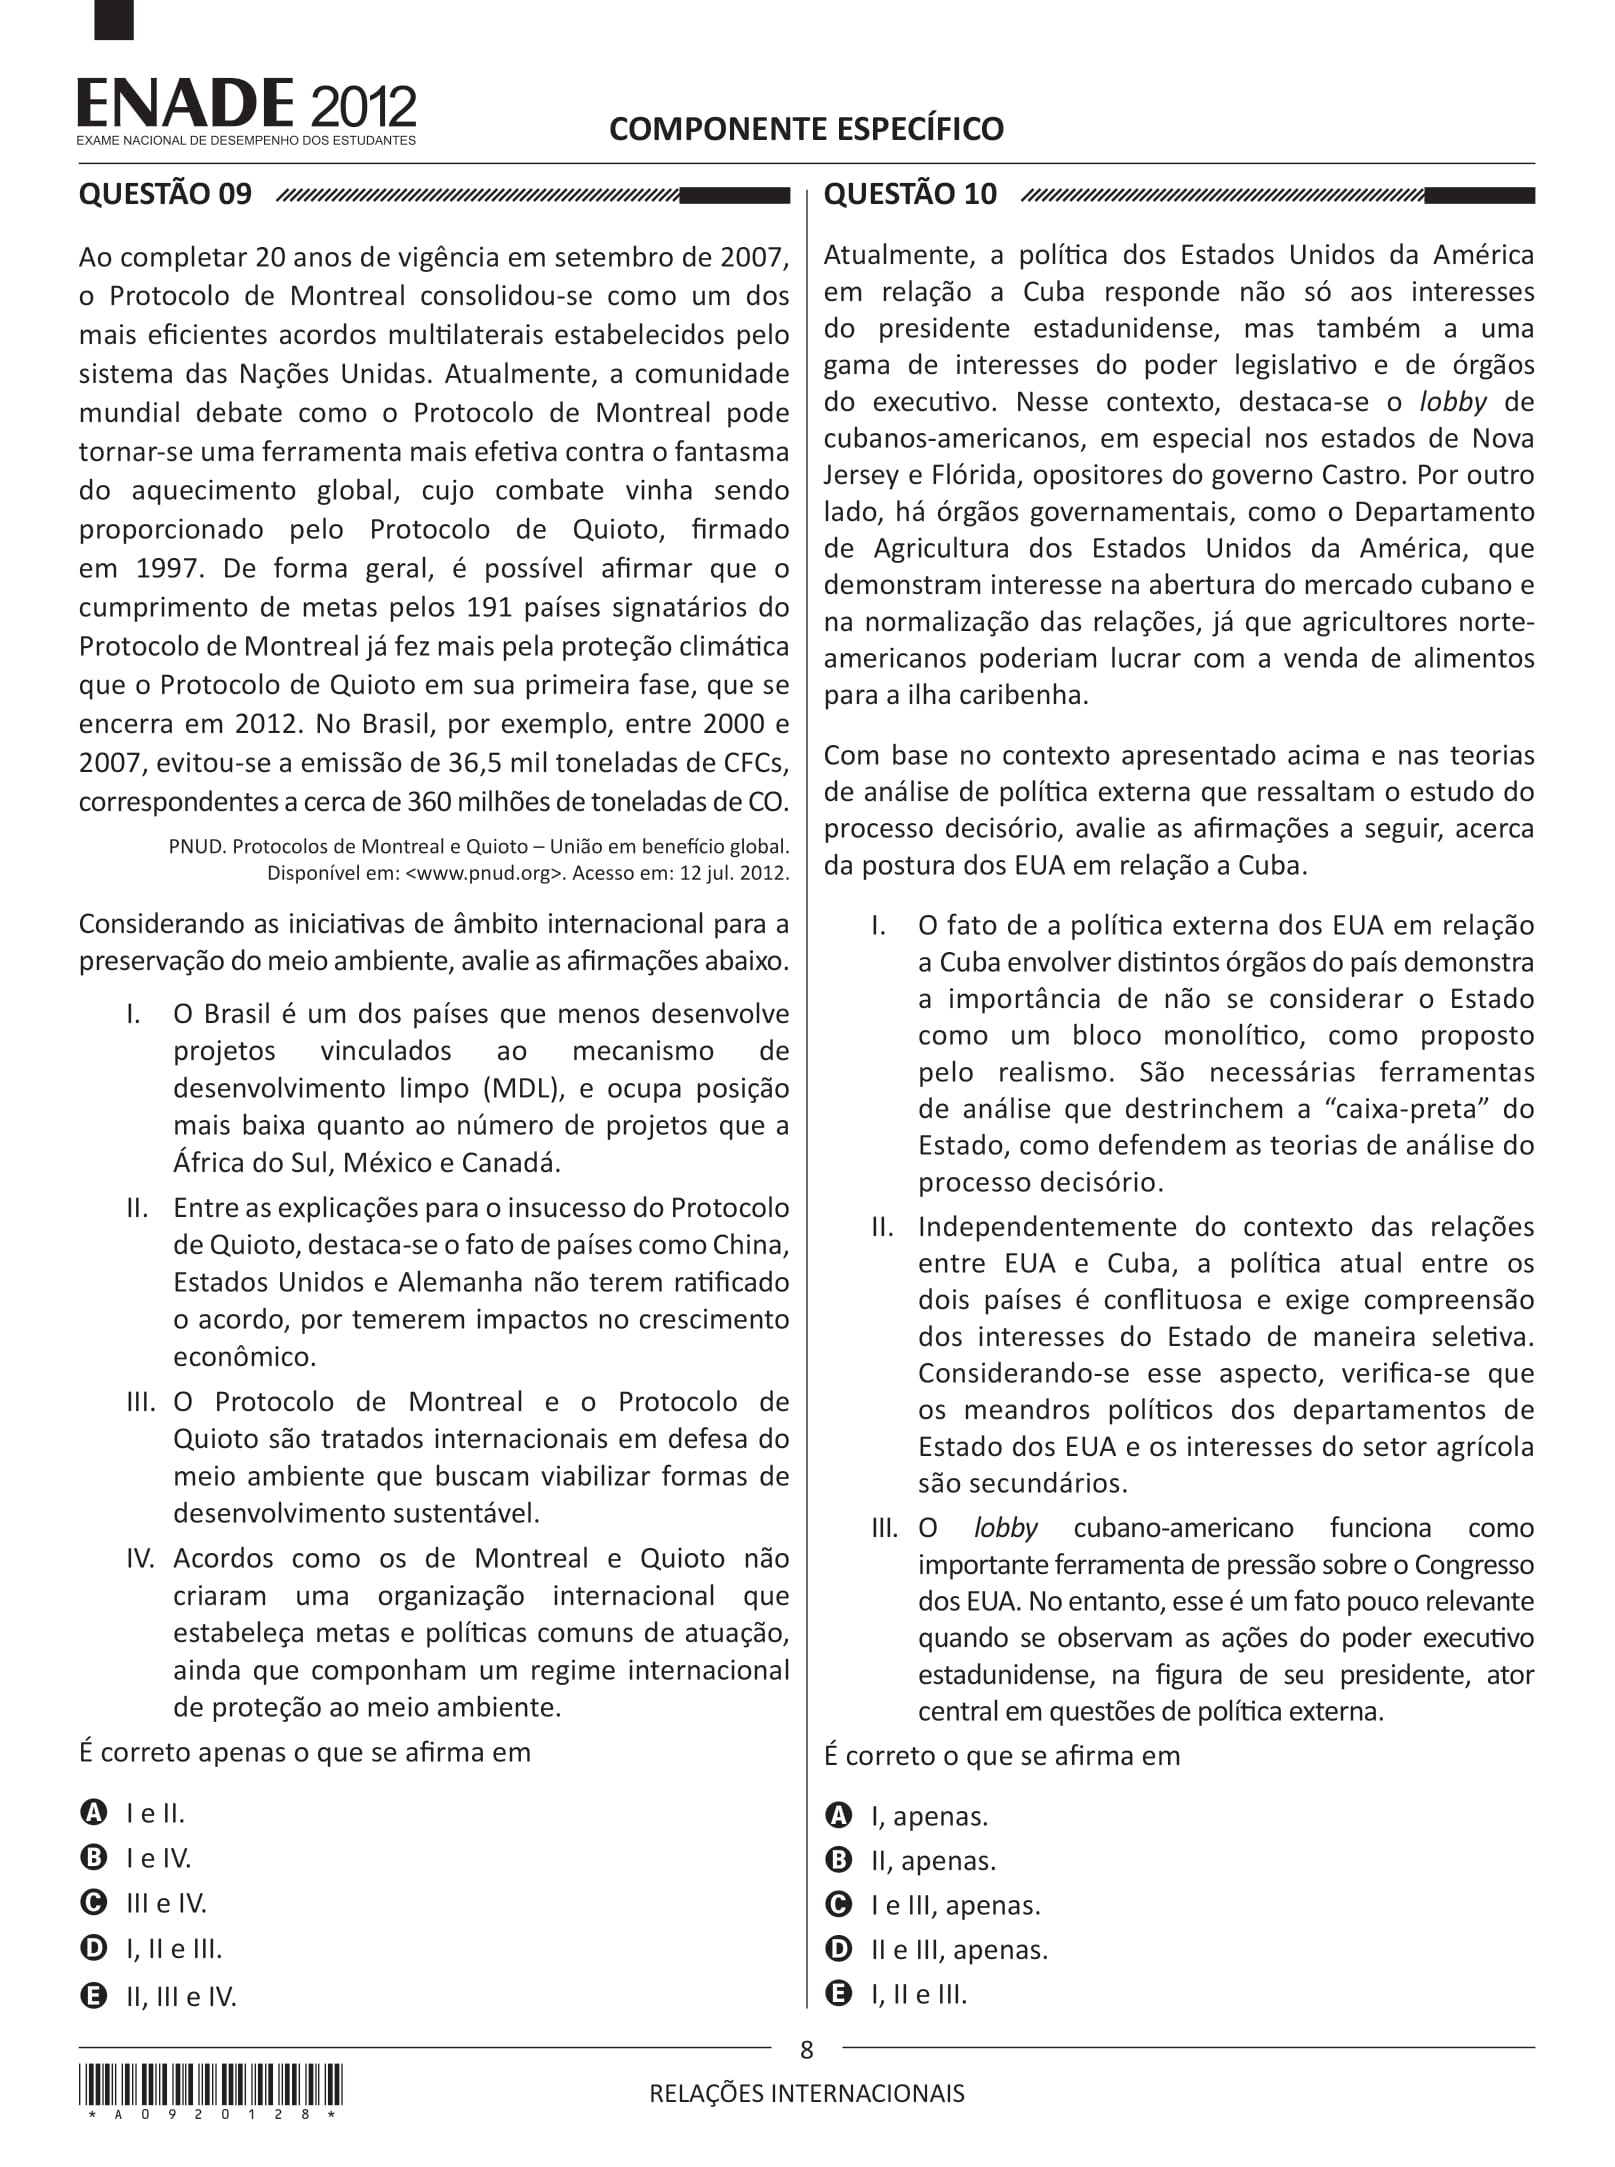 ENADE 2012
EXAME NACIONAL DE DESEMPENHO DOS ESTUDANTES
COMPONENTE ESPECÍFICO
QUESTÃO 09
Ao completar 20 anos de vigência em setembro de 2007,
o Protocolo de Montreal consolidou-se como um dos
mais eficientes acordos multilaterais estabelecidos pelo
sistema das Nações Unidas. Atualmente, a comunidade
mundial debate como o Protocolo de Montreal pode
tornar-se uma ferramenta mais efetiva contra o fantasma
do aquecimento global, cujo combate vinha sendo
proporcionado pelo Protocolo de Quioto, firmado
em 1997. De forma geral, é possível afirmar que o
cumprimento de metas pelos 191 países signatários do
Protocolo de Montreal já fez mais pela proteção climática
que o Protocolo de Quioto em sua primeira fase, que se
encerra em 2012. No Brasil, por exemplo, entre 2000 e
2007, evitou-se a emissão de 36,5 mil toneladas de CFCs,
correspondentes a cerca de 360 milhões de toneladas de CO.
PNUD. Protocolos de Montreal e Quioto – União em benefício global.
Disponível em: <www.pnud.org>. Acesso em: 12 jul. 2012.
Considerando as iniciativas de âmbito internacional para a
preservação do meio ambiente, avalie as afirmações abaixo.
I. O Brasil é um dos países que menos desenvolve
projetos vinculados ao mecanismo de
desenvolvimento limpo (MDL), e ocupa posição
mais baixa quanto ao número de projetos que a
África do Sul, México e Canadá.
II. Entre as explicações para o insucesso do Protocolo
de Quioto, destaca-se o fato de países como China,
Estados Unidos e Alemanha não terem ratificado
o acordo, por temerem impactos no crescimento
econômico.
III. O Protocolo de Montreal e o Protocolo de
Quioto são tratados internacionais em defesa do
meio ambiente que buscam viabilizar formas de
desenvolvimento sustentável.
IV. Acordos como os de Montreal e Quioto não
criaram uma organização internacional que
estabeleça metas e políticas comuns de atuação,
ainda que componham um regime internacional
de proteção ao meio ambiente.
É correto apenas o que se afirma em
A I e II.
B I e IV.
C III e IV.
D I, II e III.
E II, III e IV.
QUESTÃO 10
Atualmente, a política dos Estados Unidos da América
em relação a Cuba responde não só aos interesses
do presidente estadunidense, mas também a uma
gama de interesses do poder legislativo e de órgãos
do executivo. Nesse contexto, destaca-se o lobby de
cubanos-americanos, em especial nos estados de Nova
Jersey e Flórida, opositores do governo Castro. Por outro
lado, há órgãos governamentais, como o Departamento
de Agricultura dos Estados Unidos da América, que
demonstram interesse na abertura do mercado cubano e
na normalização das relações, já que agricultores norte-
americanos poderiam lucrar com a venda de alimentos
para a ilha caribenha.
Com base no contexto apresentado acima e nas teorias
de análise de política externa que ressaltam o estudo do
processo decisório, avalie as afirmações a seguir, acerca
da postura dos EUA em relação a Cuba.
I. O fato de a política externa dos EUA em relação
a Cuba envolver distintos órgãos do país demonstra
a importância de não se considerar o Estado
como um bloco monolítico, como proposto
pelo realismo. São necessárias ferramentas
de análise que destrinchem a “caixa-preta” do
Estado, como defendem as teorias de análise do
processo decisório.
II. Independentemente do contexto das relações
entre EUA e Cuba, a política atual entre os
dois países é conflituosa e exige compreensão
dos interesses do Estado de maneira seletiva.
Considerando-se esse aspecto, verifica-se que
os meandros políticos dos departamentos de
Estado dos EUA e os interesses do setor agrícola
são secundários.
III. O lobby cubano-americano funciona como
importante ferramenta de pressão sobre o Congresso
dos EUA. No entanto, esse é um fato pouco relevante
quando se observam as ações do poder executivo
estadunidense, na figura de seu presidente, ator
central em questões de política externa.
É correto o que se afirma em
A I, apenas.
B II, apenas.
C I e III, apenas.
D II e III, apenas.
E I, II e III.
8
RELAÇÕES INTERNACIONAIS
*A0920128*